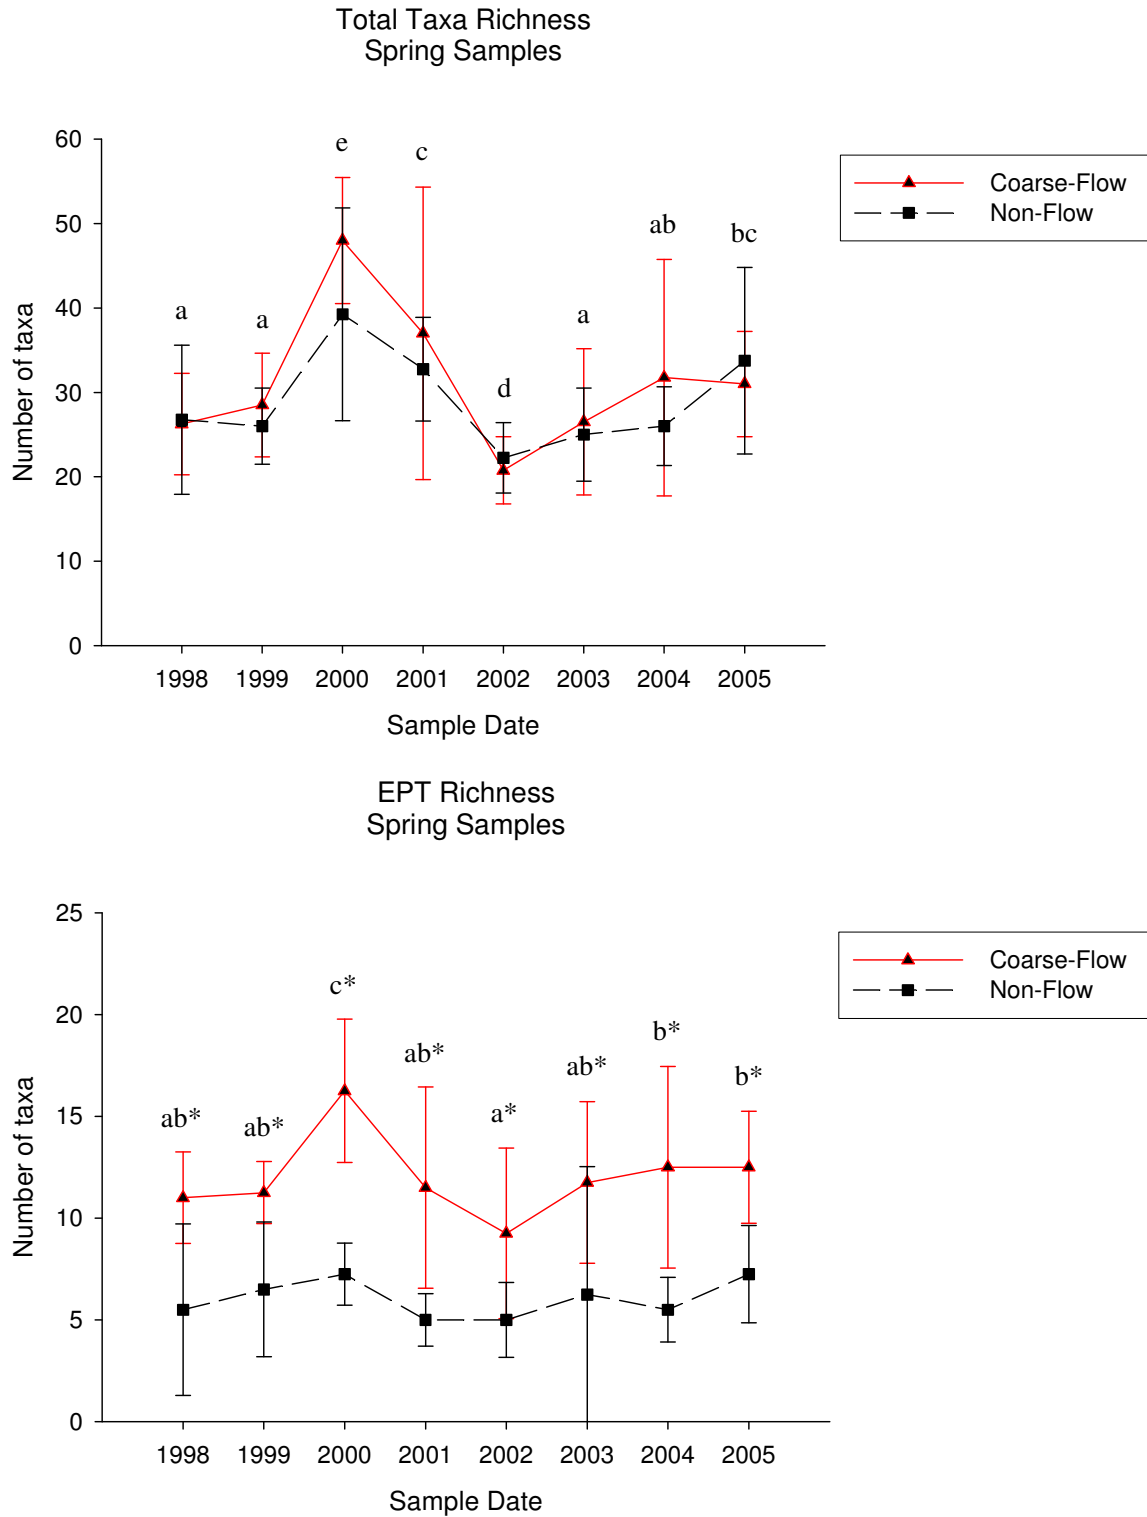 Total Taxa Richness
Spring Samples
60
50
40
30
20
10
0
Number of taxa
a
a
e
c
d
a
ab
bc
Coarse-Flow
Non-Flow
1998 1999 2000 2001 2002 2003 2004 2005
Sample Date
EPT Richness
Spring Samples
25
20
15
10
5
0
Number of taxa
ab*
ab*
c*
ab*
a*
ab*
b*
b*
Coarse-Flow
Non-Flow
1998 1999 2000 2001 2002 2003 2004 2005
Sample Date